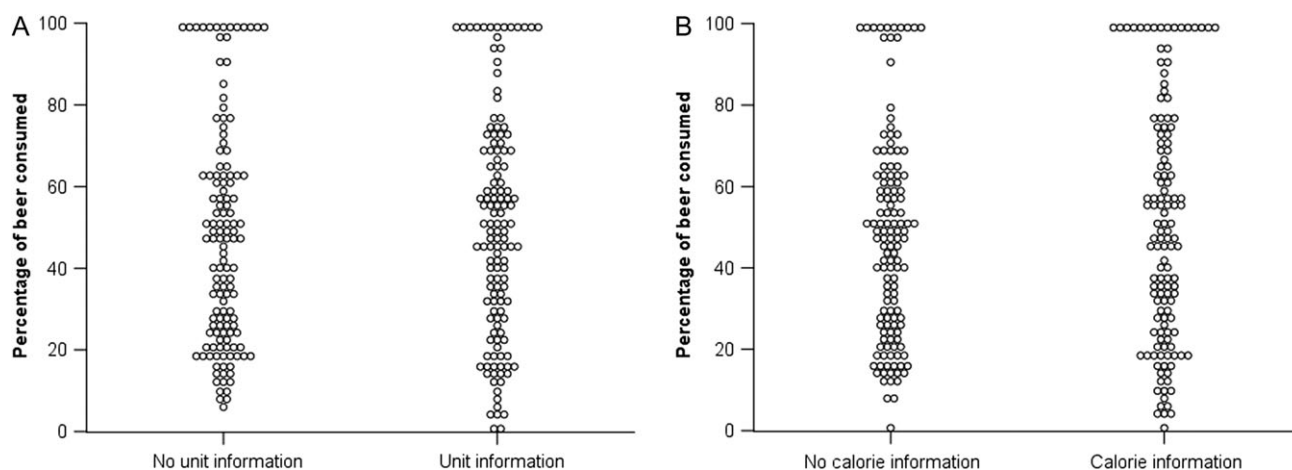 A
Percentage of beer consumed
100
80
60
40
20
0
No unit information
Unit information
B
Percentage of beer consumed
100
80
60
40
20
0
No calorie information
Calorie information